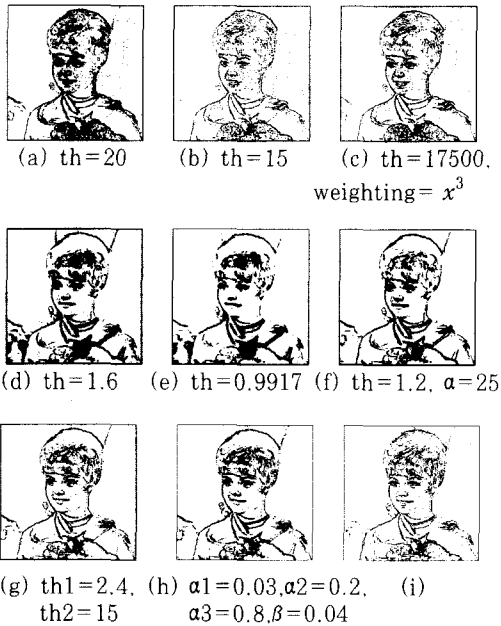 (a) th=20 (b) th=15 (c) th=17500.
weighting= x³
(d) th=1.6 (e) th=0.9917 (f) th=1.2, α=25
(g) th1=2.4, (h) α1=0.03,α2=0.2, (i)
th2=15 α3=0.8,β=0.04